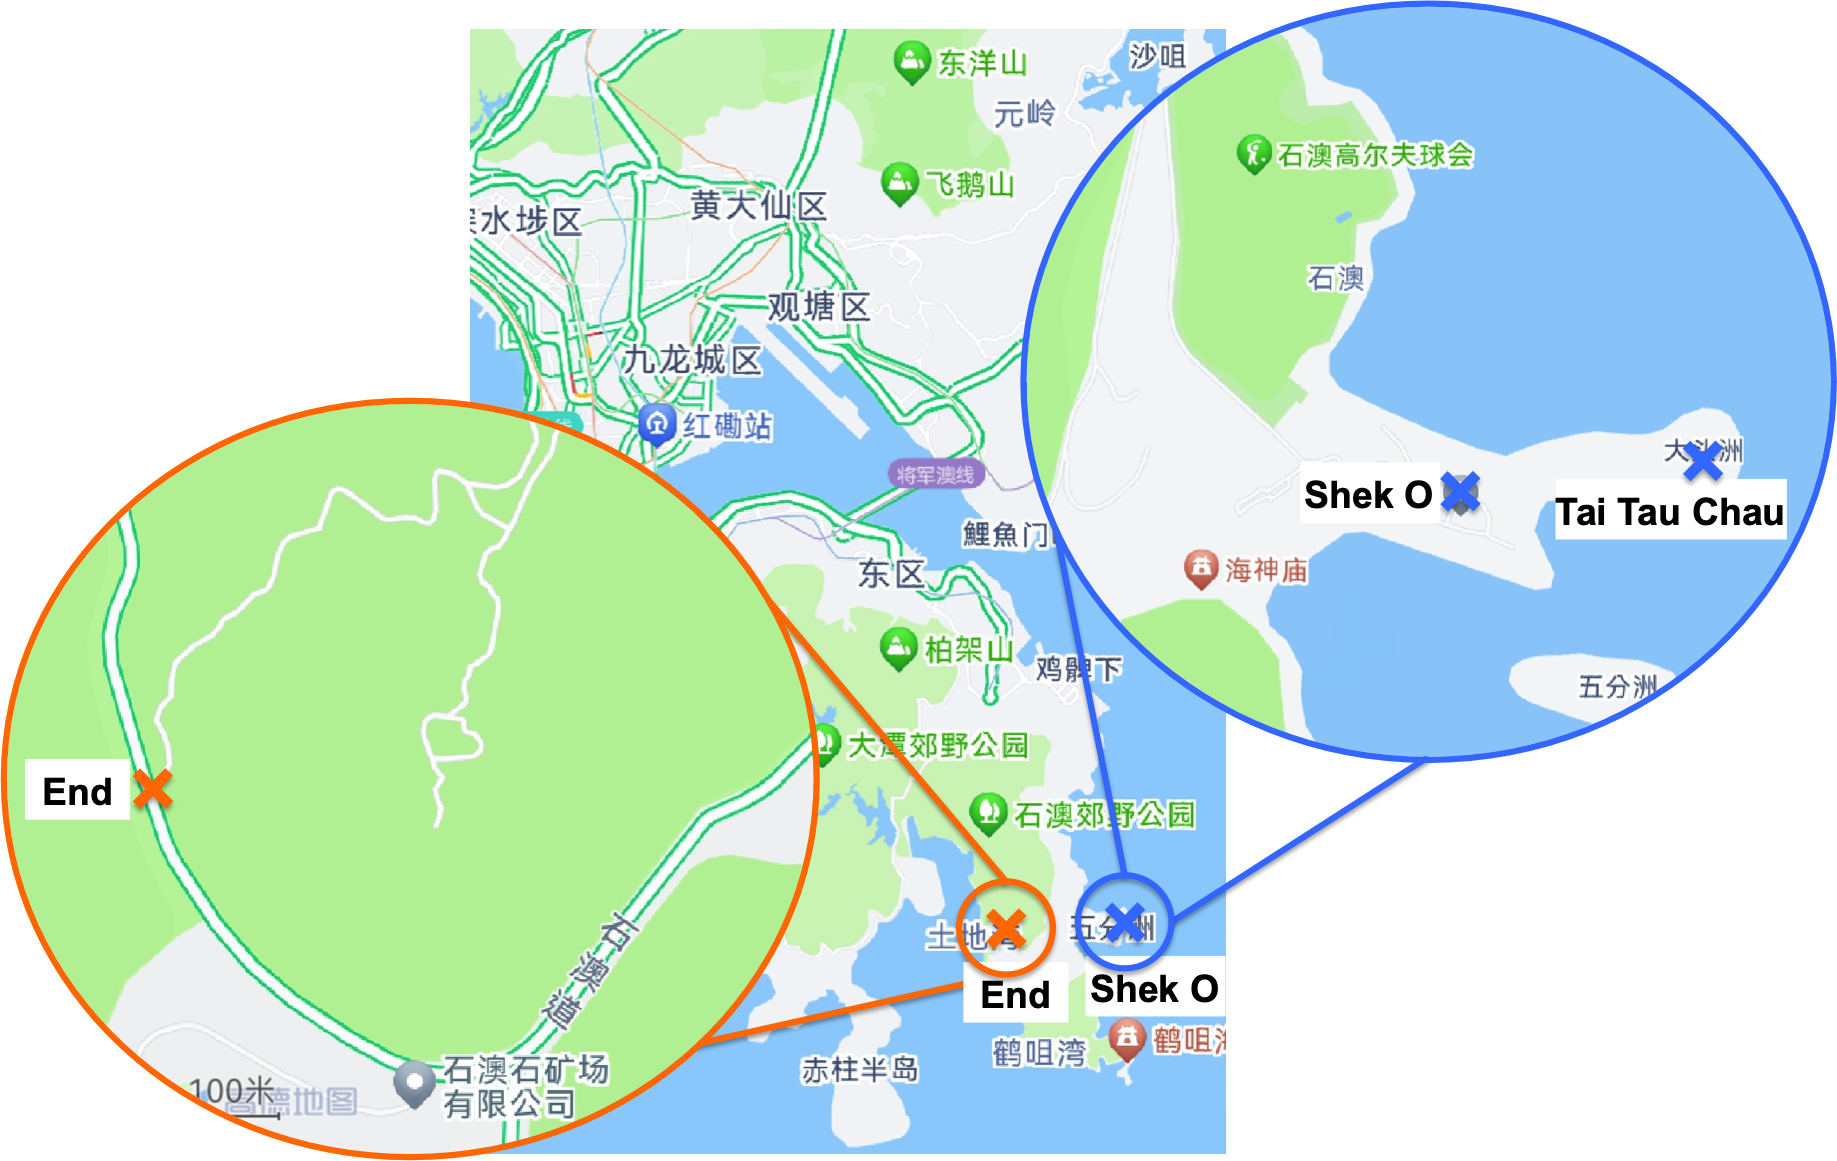 东洋山
沙咀
元岭
飞鹅山
石澳高尔夫球会
水埗区
黄大仙区
石澳
观塘区
九龙城区
红磡站
线
将军澳线
大头洲
Shek O
Tai Tau Chau
鯉魚门
东区
海神庙
柏架山
鸡髀下
五分洲
大潭郊野公园
End
石澳郊野公园
土地湾
五分洲
End
Shek O
石澳道
鹤咀湾
鹤咀
赤柱半岛
石澳石矿场
有限公司
100米
高德地图